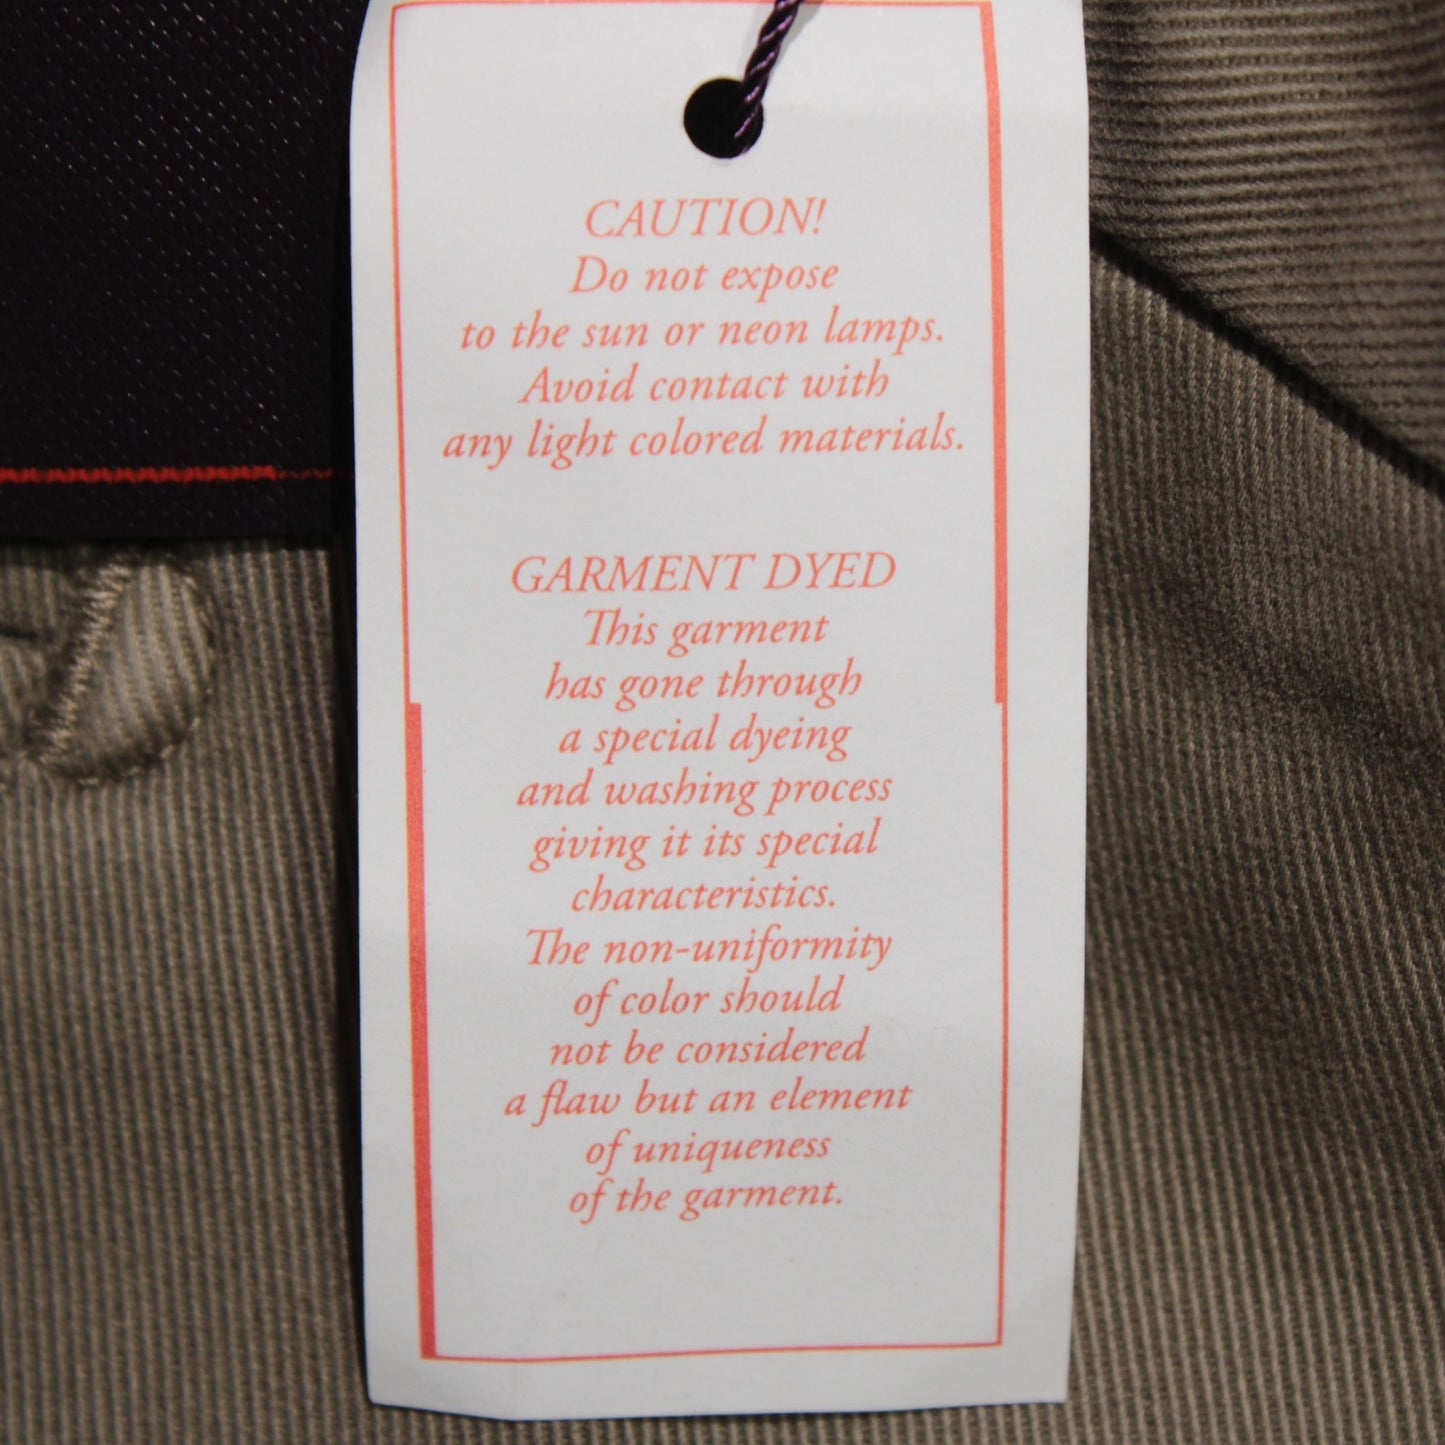 CAUTION!
Do not expose
to the sun or neon lamps.
Avoid contact with
any light colored materials.
GARMENT DYED
This garment
has gone through
a special dyeing
and washing process
giving it its special
characteristics.
The non-uniformity
of color should
not be considered
a flaw but an element
of uniqueness
of the garment.